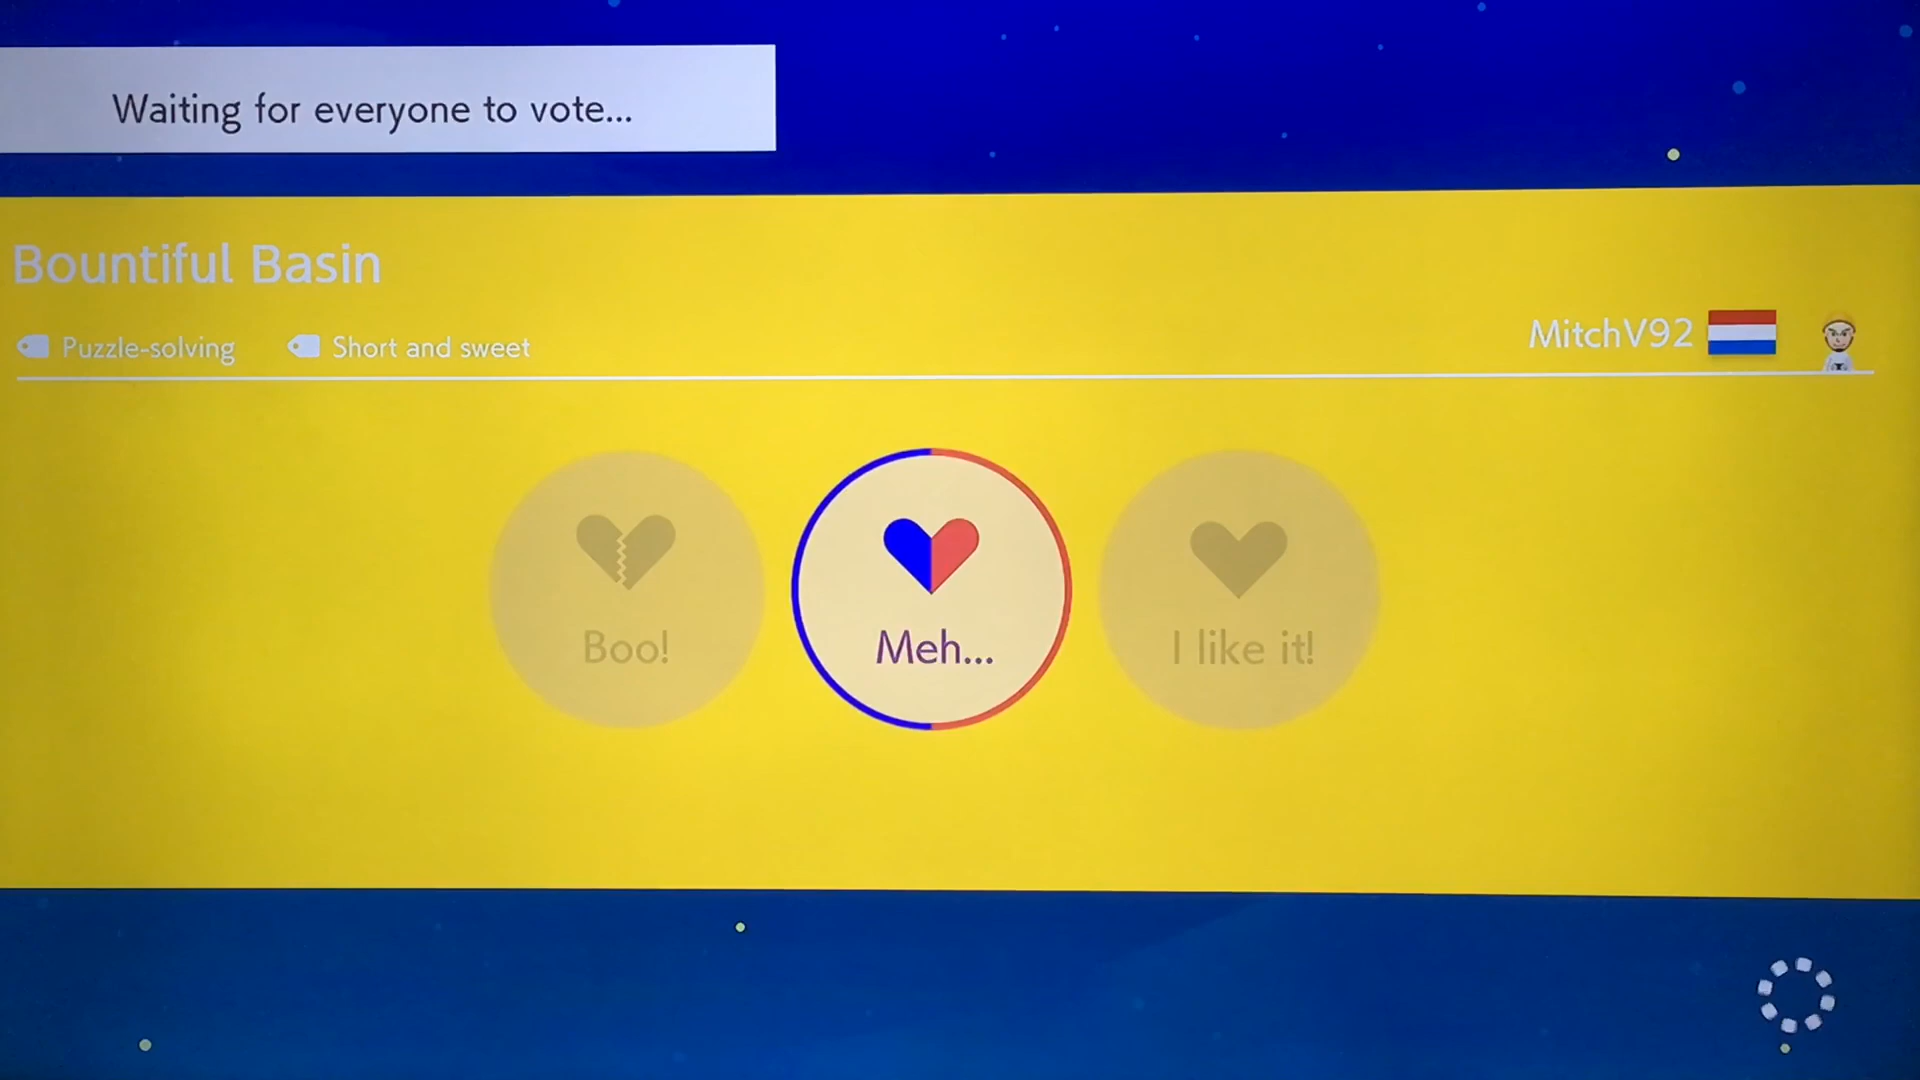 Waiting for everyone to vote...
Bountiful Basin
Puzzle-solving Short and sweet
MitchV92
Boo!
Meh...
I like it!